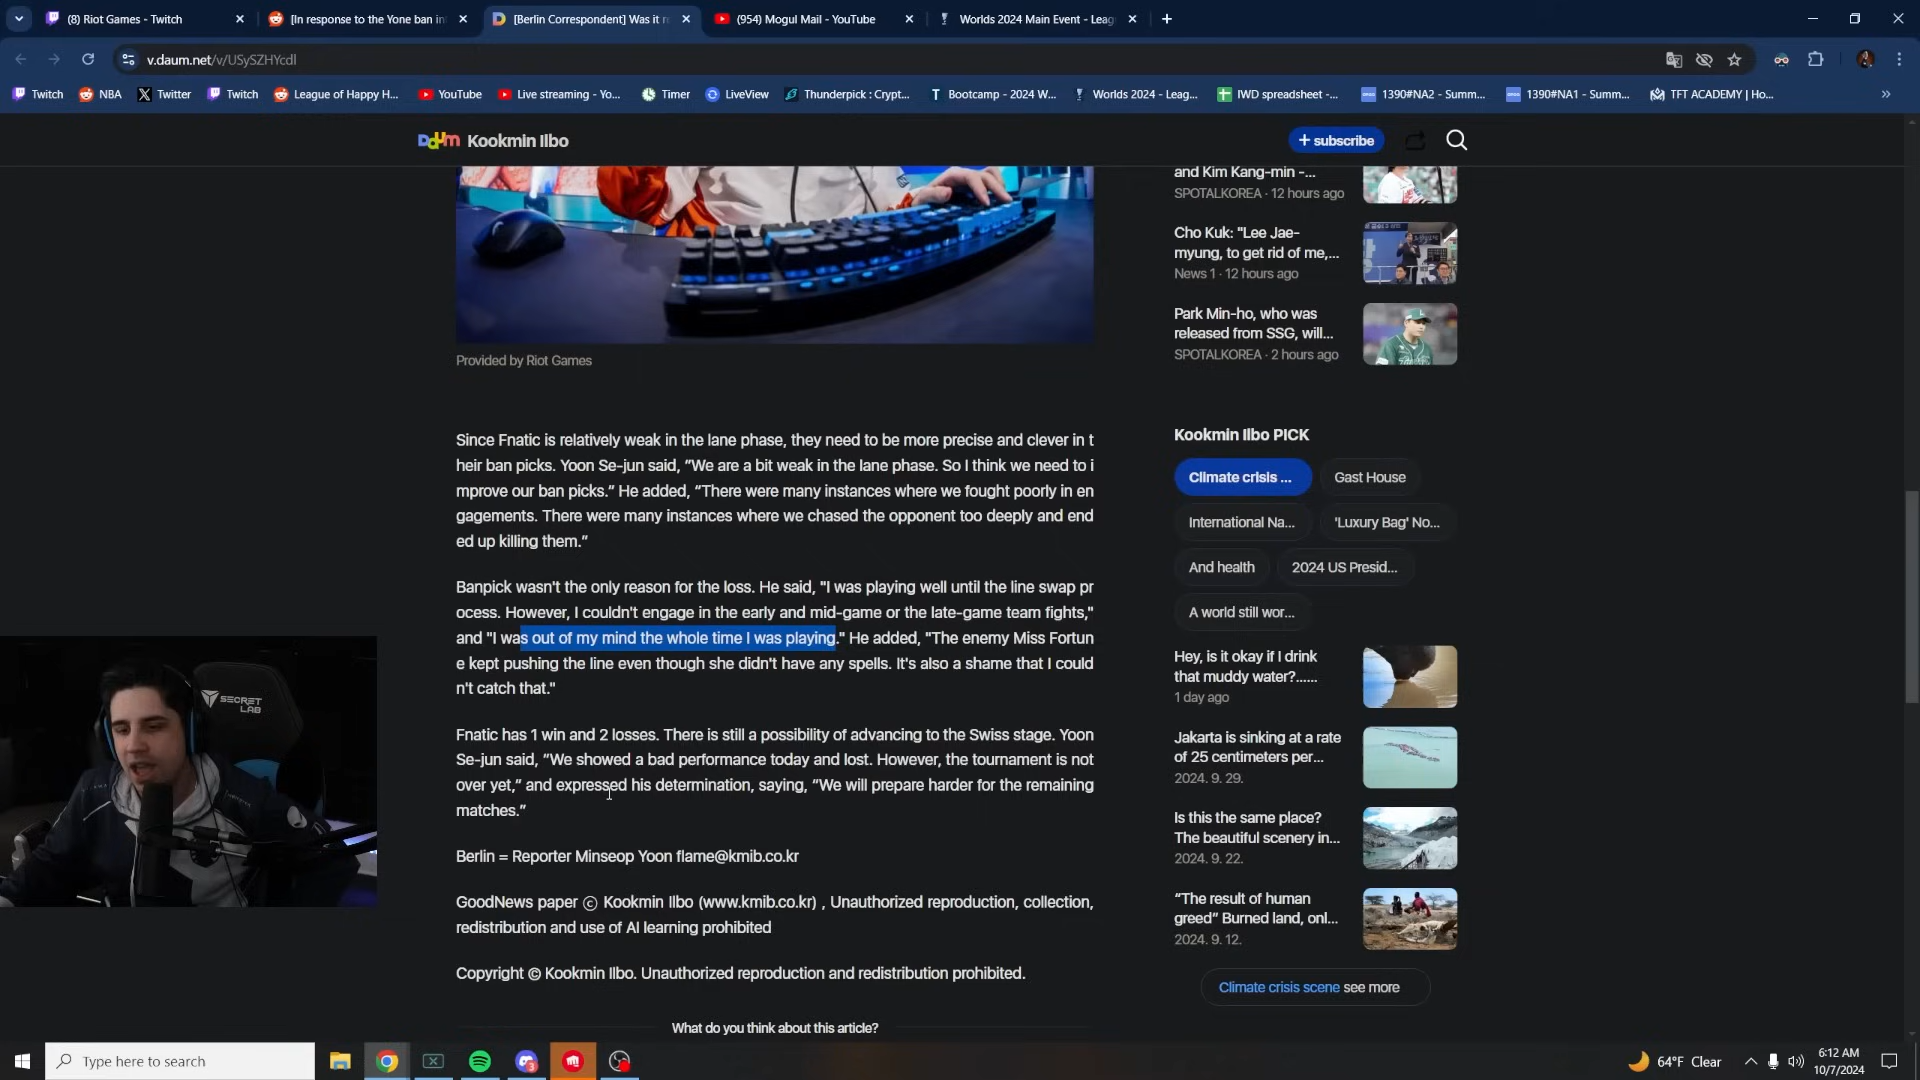 (8) Riot Games - Twitch
[In response to the Yone ban in
[Berlin Correspondent] Was it r
(954) Mogul Mail - YouTube
Worlds 2024 Main Event - Leag
v.daum.net/v/USySZHYcdl
Twitch
NBA
Twitter
Twitch
League of Happy H...
YouTube
Live streaming - Yo...
Timer
LiveView
Thunderpick : Crypt...
Bootcamp - 2024 W...
Worlds 2024 - Leag...
IWD spreadsheet -...
1390#NA2 - Summ...
1390#NA1 - Summ...
TFT ACADEMY | Ho...
Daum Kookmin Ilbo
+ subscribe
Provided by Riot Games
Since Fnatic is relatively weak in the lane phase, they need to be more precise and clever in t
heir ban picks. Yoon Se-jun said, “We are a bit weak in the lane phase. So I think we need to i
mprove our ban picks.” He added, “There were many instances where we fought poorly in en
gagements. There were many instances where we chased the opponent too deeply and end
ed up killing them.”
Banpick wasn't the only reason for the loss. He said, "I was playing well until the line swap pr
ocess. However, I couldn't engage in the early and mid-game or the late-game team fights,"
and "I was out of my mind the whole time I was playing." He added, "The enemy Miss Fortun
e kept pushing the line even though she didn't have any spells. It's also a shame that I could
n't catch that."
Fnatic has 1 win and 2 losses. There is still a possibility of advancing to the Swiss stage. Yoon
Se-jun said, “We showed a bad performance today and lost. However, the tournament is not
over yet,” and expressed his determination, saying, “We will prepare harder for the remaining
matches.”
Berlin = Reporter Minseop Yoon flame@kmib.co.kr
GoodNews paper © Kookmin Ilbo (www.kmib.co.kr) , Unauthorized reproduction, collection,
redistribution and use of AI learning prohibited
Copyright © Kookmin Ilbo. Unauthorized reproduction and redistribution prohibited.
What do you think about this article?
and Kim Kang-min -...
SPOTALKOREA · 12 hours ago
Cho Kuk: "Lee Jae-
myung, to get rid of me,...
News 1 · 12 hours ago
Park Min-ho, who was
released from SSG, will...
SPOTALKOREA · 2 hours ago
Kookmin Ilbo PICK
Climate crisis ...
Gast House
International Na...
'Luxury Bag' No...
And health
2024 US Presid...
A world still wor...
Hey, is it okay if I drink
that muddy water?......
1 day ago
Jakarta is sinking at a rate
of 25 centimeters per...
2024. 9. 29.
Is this the same place?
The beautiful scenery in...
2024. 9. 22.
“The result of human
greed” Burned land, onl...
2024. 9. 12.
Climate crisis scene see more
SECRET
LAB
Type here to search
64°F Clear
6:12 AM
10/7/2024